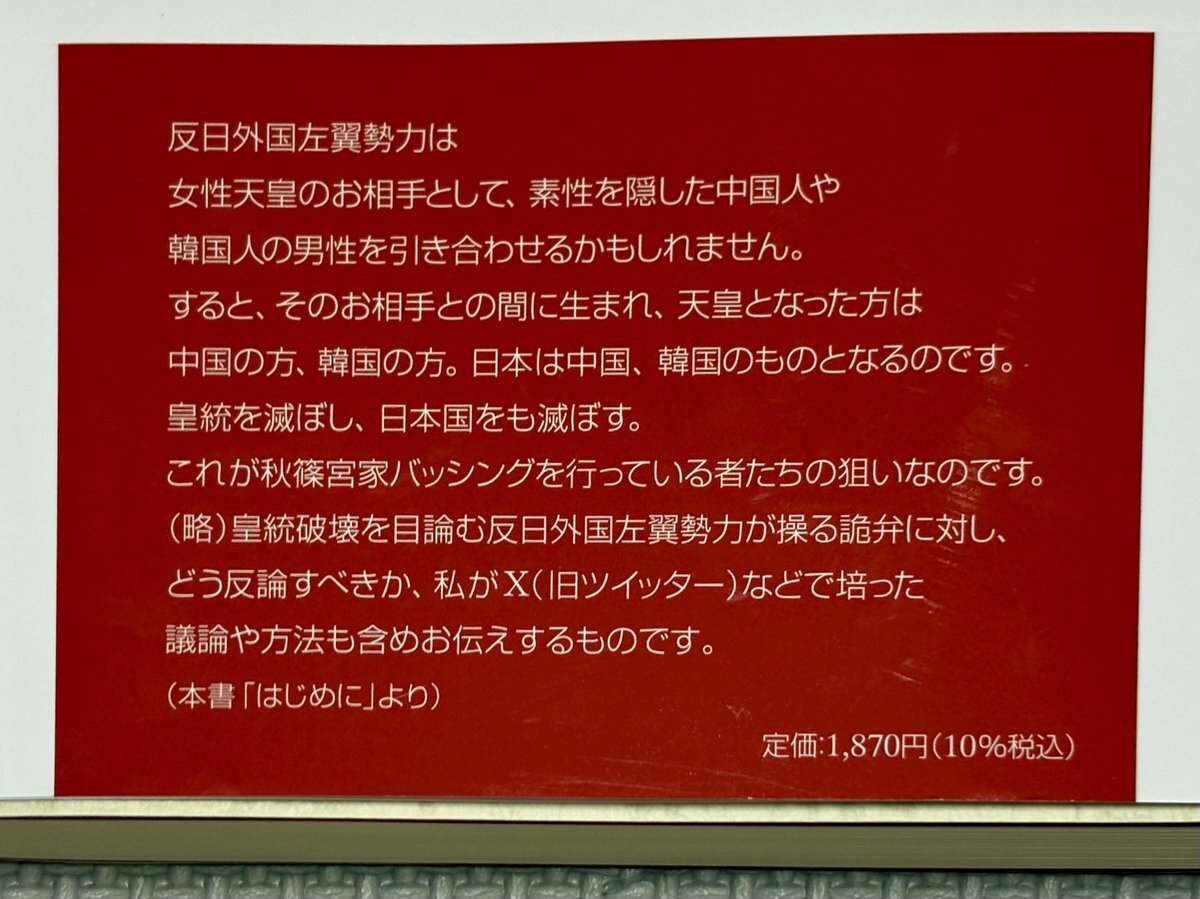 反日外国左翼勢力は
女性天皇のお相手として、素性を隠した中国人や
韓国人の男性を引き合わせるかもしれません。
すると、そのお相手との間に生まれ、天皇となった方は
中国の方、韓国の方。日本は中国、韓国のものとなるのです。
皇統を滅ぼし、日本国をも滅ぼす。
これが秋篠宮家バッシングを行っている者たちの狙いなのです。
(略)皇統破壊を目論む反日外国左翼勢力が操る詭弁に対し、
どう反論すべきか、私がX(旧ツイッター)などで培った
議論や方法も含めお伝えするものです。
(本書「はじめに」より)
定価:1,870円(10%税込)